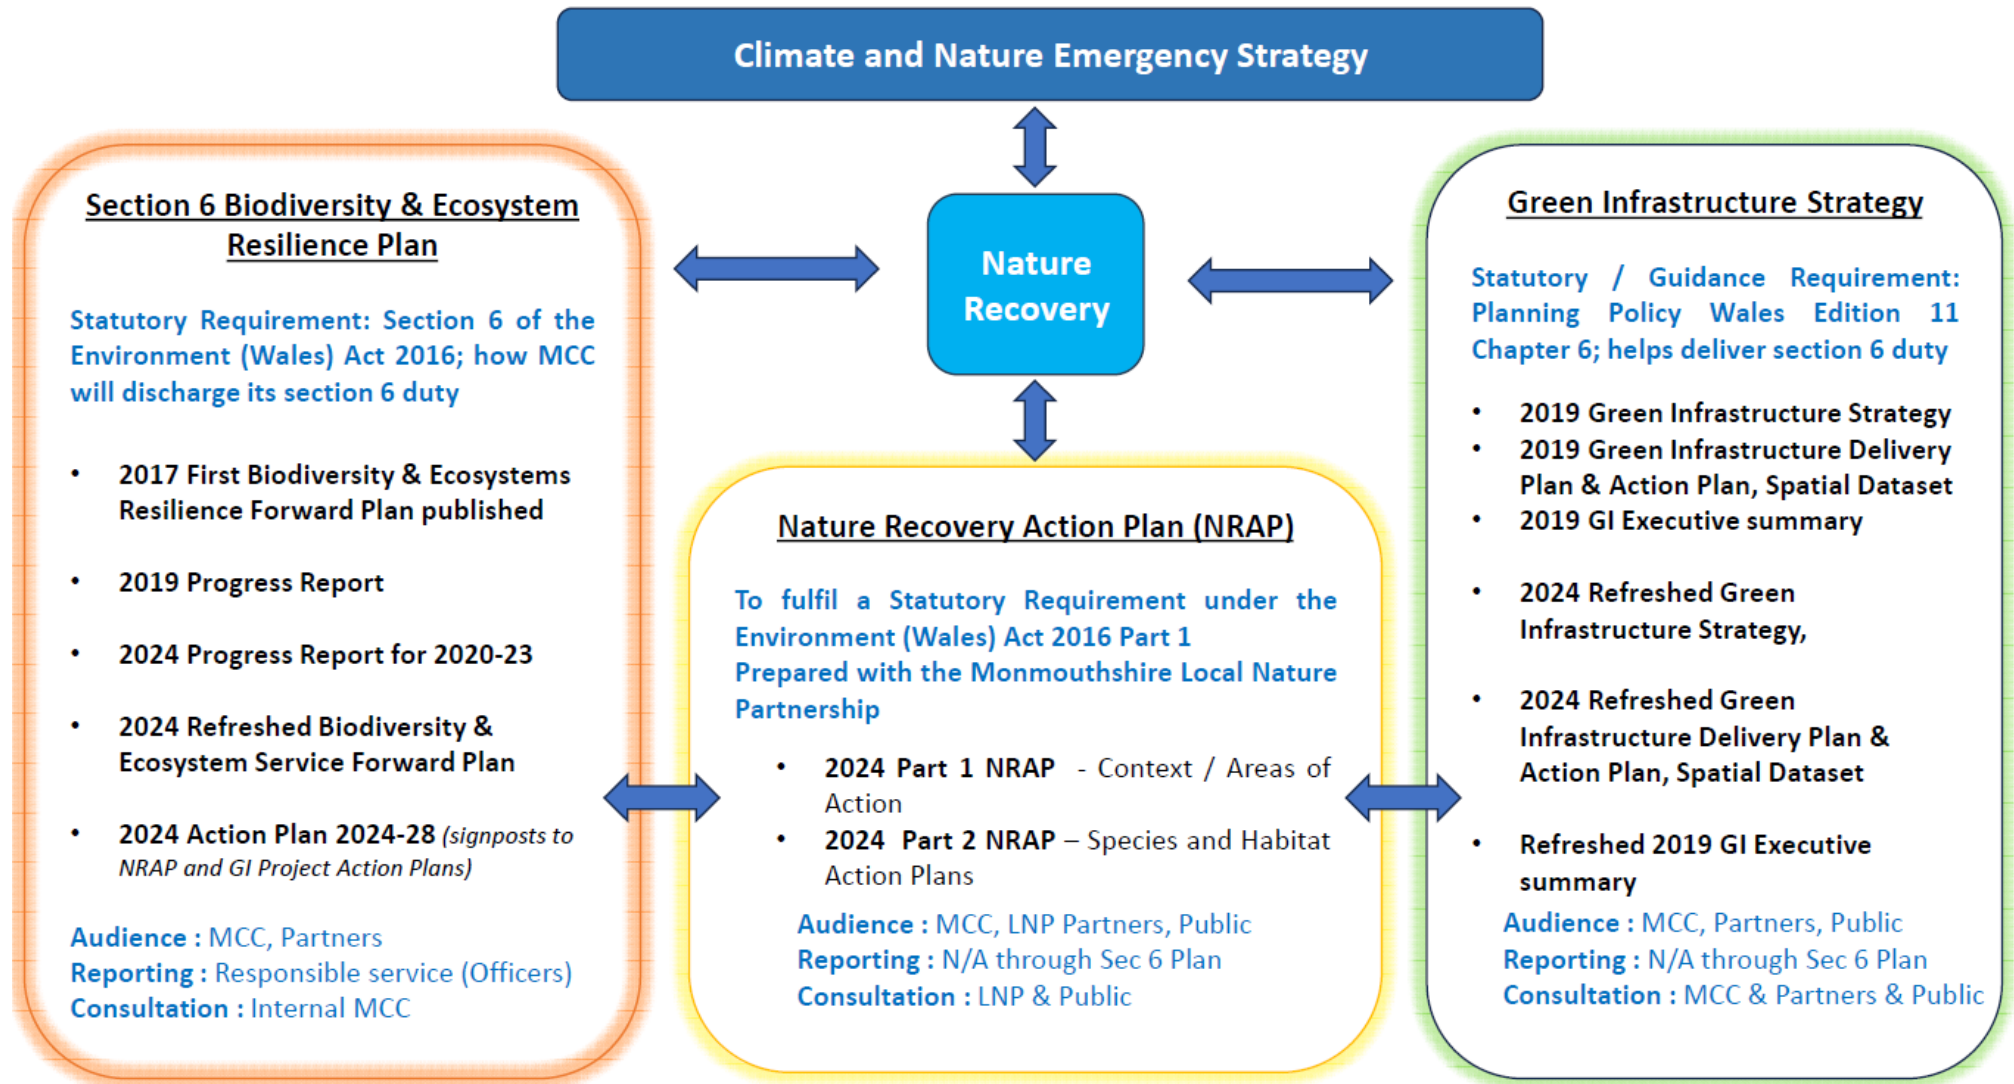 Climate and Nature Emergency Strategy
Nature
Recovery
Section 6 Biodiversity & Ecosystem
Resilience Plan
Statutory Requirement: Section 6 of the
Environment (Wales) Act 2016; how MCC
will discharge its section 6 duty
• 2017 First Biodiversity & Ecosystems
Resilience Forward Plan published
• 2019 Progress Report
• 2024 Progress Report for 2020-23
• 2024 Refreshed Biodiversity &
Ecosystem Service Forward Plan
• 2024 Action Plan 2024-28 (signposts to
NRAP and GI Project Action Plans)
Audience : MCC, Partners
Reporting : Responsible service (Officers)
Consultation : Internal MCC
Nature Recovery Action Plan (NRAP)
To fulfil a Statutory Requirement under the
Environment (Wales) Act 2016 Part 1
Prepared with the Monmouthshire Local Nature
Partnership
• 2024 Part 1 NRAP - Context / Areas of
Action
• 2024 Part 2 NRAP – Species and Habitat
Action Plans
Audience : MCC, LNP Partners, Public
Reporting : N/A through Sec 6 Plan
Consultation : LNP & Public
Green Infrastructure Strategy
Statutory / Guidance Requirement:
Planning Policy Wales Edition 11
Chapter 6; helps deliver section 6 duty
• 2019 Green Infrastructure Strategy
• 2019 Green Infrastructure Delivery
Plan & Action Plan, Spatial Dataset
• 2019 GI Executive summary
• 2024 Refreshed Green
Infrastructure Strategy,
• 2024 Refreshed Green
Infrastructure Delivery Plan &
Action Plan, Spatial Dataset
• Refreshed 2019 GI Executive
summary
Audience : MCC, Partners, Public
Reporting : N/A through Sec 6 Plan
Consultation : MCC & Partners & Public